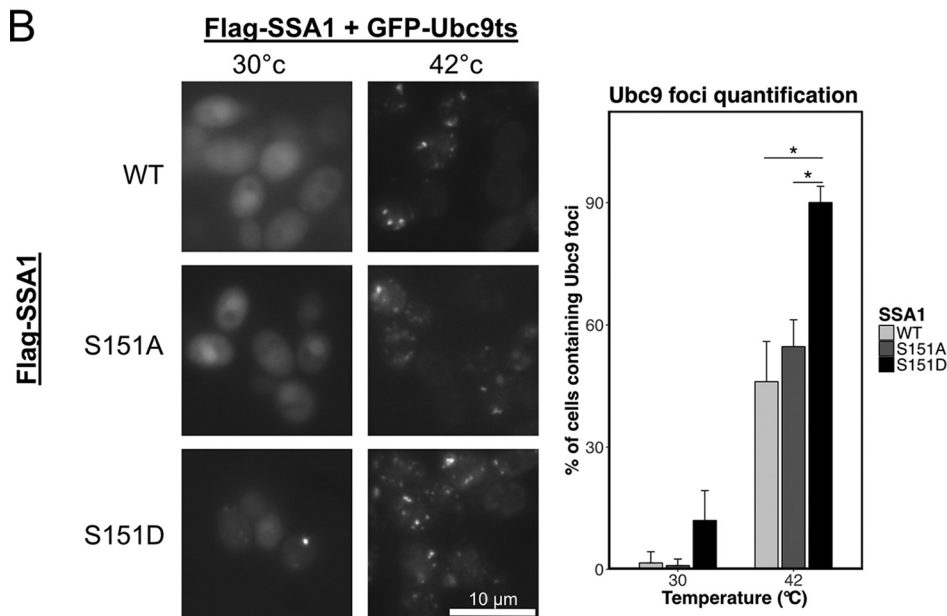 B
Flag-SSA1 + GFP-Ubc9ts
30°c
42°c
WT
S151A
S151D
Flag-SSA1
10 µm
Ubc9 foci quantification
*
*
% of cells containing Ubc9 foci
90
60
30
0
30
42
Temperature (°C)
SSA1
WT
S151A
S151D